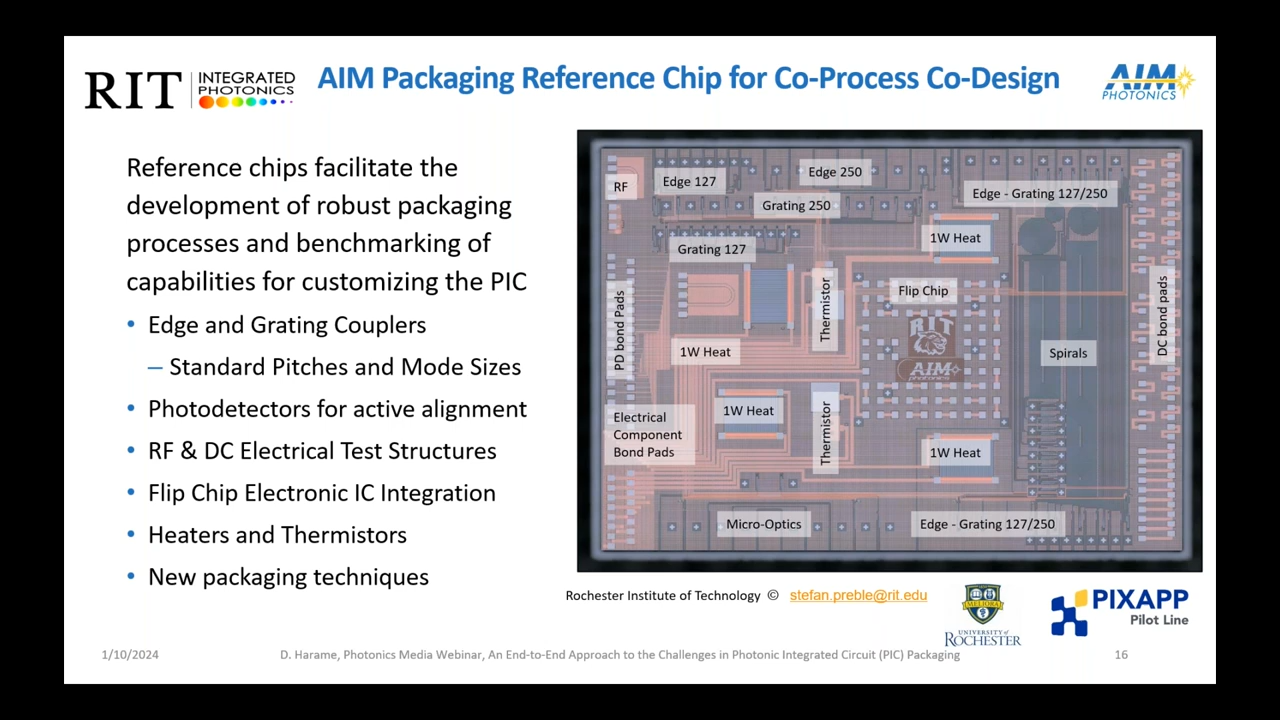 RIT INTEGRATED
PHOTONICS
AIM Packaging Reference Chip for Co-Process Co-Design
AIM
PHOTONICS
Reference chips facilitate the
development of robust packaging
processes and benchmarking of
capabilities for customizing the PIC
• Edge and Grating Couplers
– Standard Pitches and Mode Sizes
• Photodetectors for active alignment
• RF & DC Electrical Test Structures
• Flip Chip Electronic IC Integration
• Heaters and Thermistors
• New packaging techniques
RF
Edge 127
Edge 250
Edge - Grating 127/250
Grating 250
Grating 127
1W Heat
PD bond Pads
Thermistor
Flip Chip
DC bond pads
RIT
AIM
photonics
1W Heat
Spirals
1W Heat
Electrical
Component
Bond Pads
Thermistor
1W Heat
Micro-Optics
Edge - Grating 127/250
Rochester Institute of Technology © stefan.preble@rit.edu
MELIORA
UNIVERSITY of
ROCHESTER
PIXAPP
Pilot Line
1/10/2024
D. Harame, Photonics Media Webinar, An End-to-End Approach to the Challenges in Photonic Integrated Circuit (PIC) Packaging
16